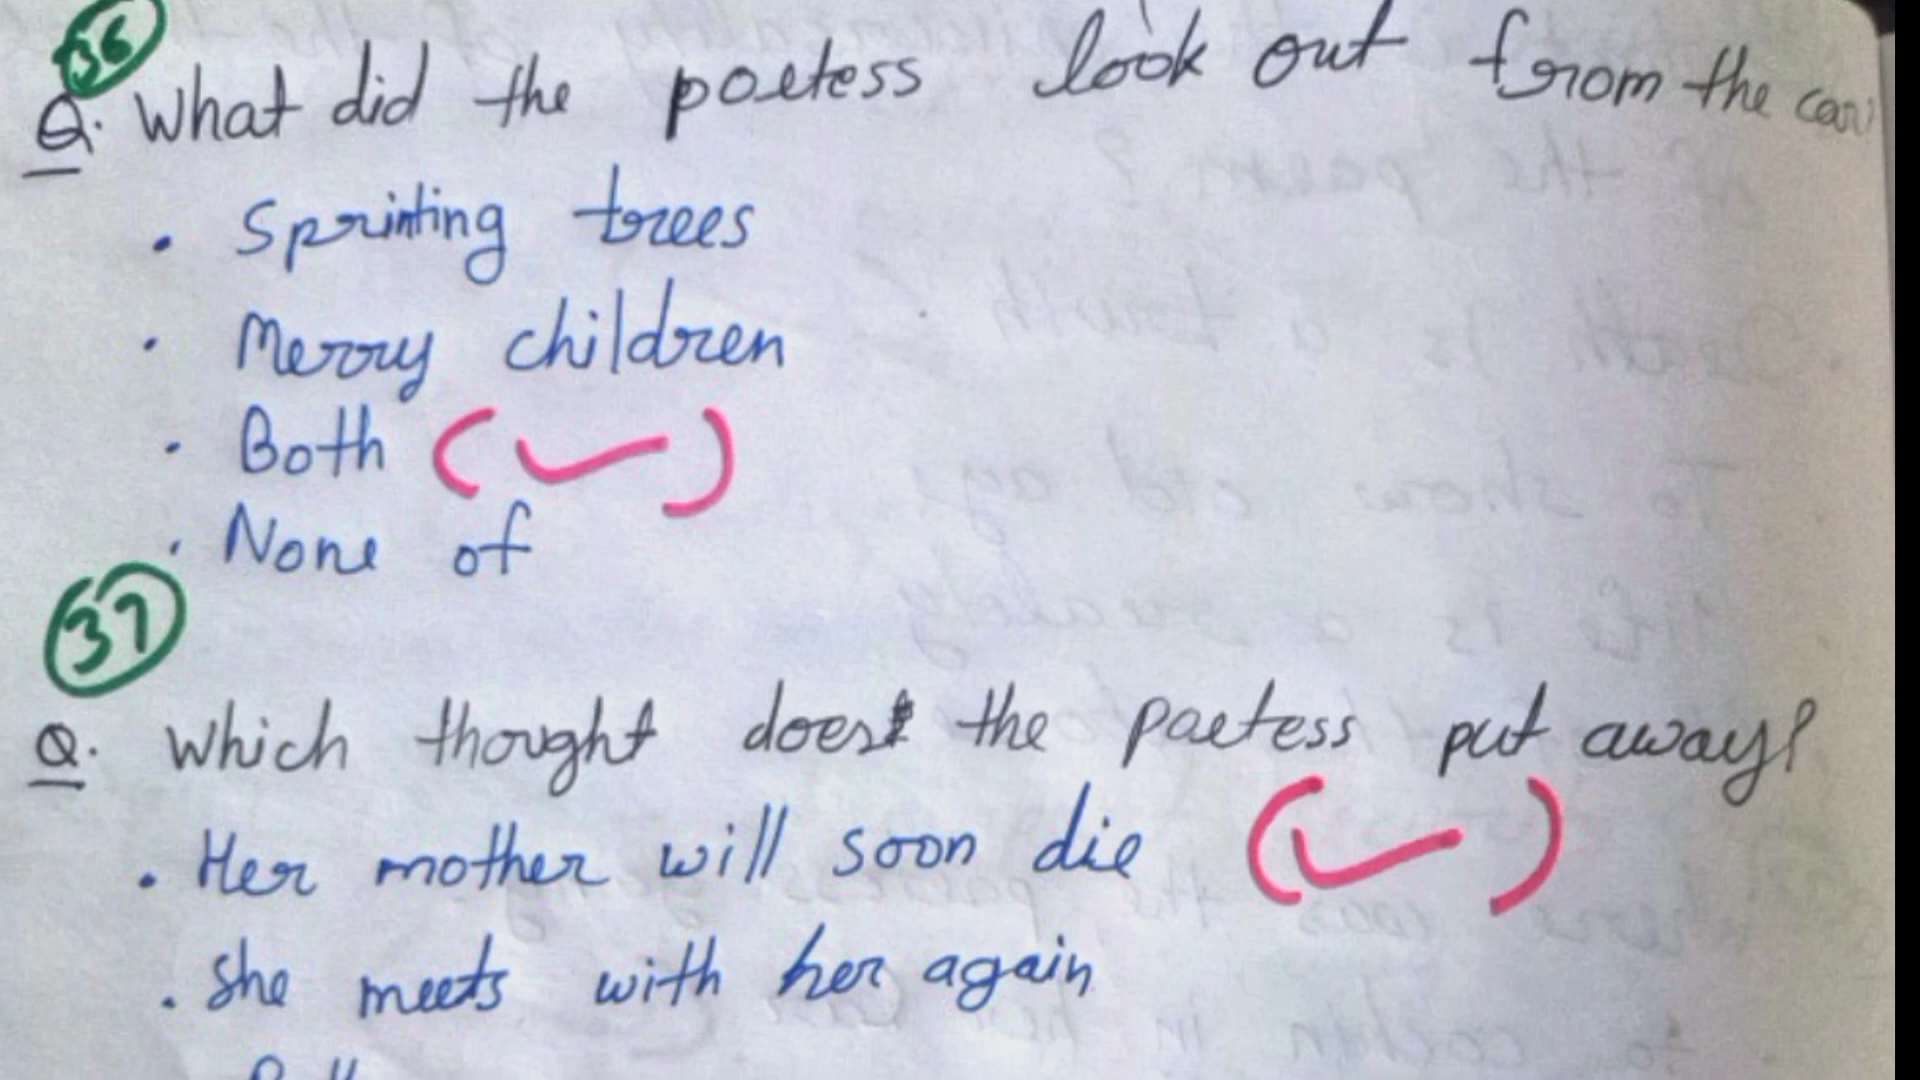 36
Q. What did the poetess look out from the car
• Sprinting trees
• Merry children
• Both (✓)
• None of
37
Q. Which thought does the poetess put away?
• Her mother will soon die (✓)
• She meets with her again